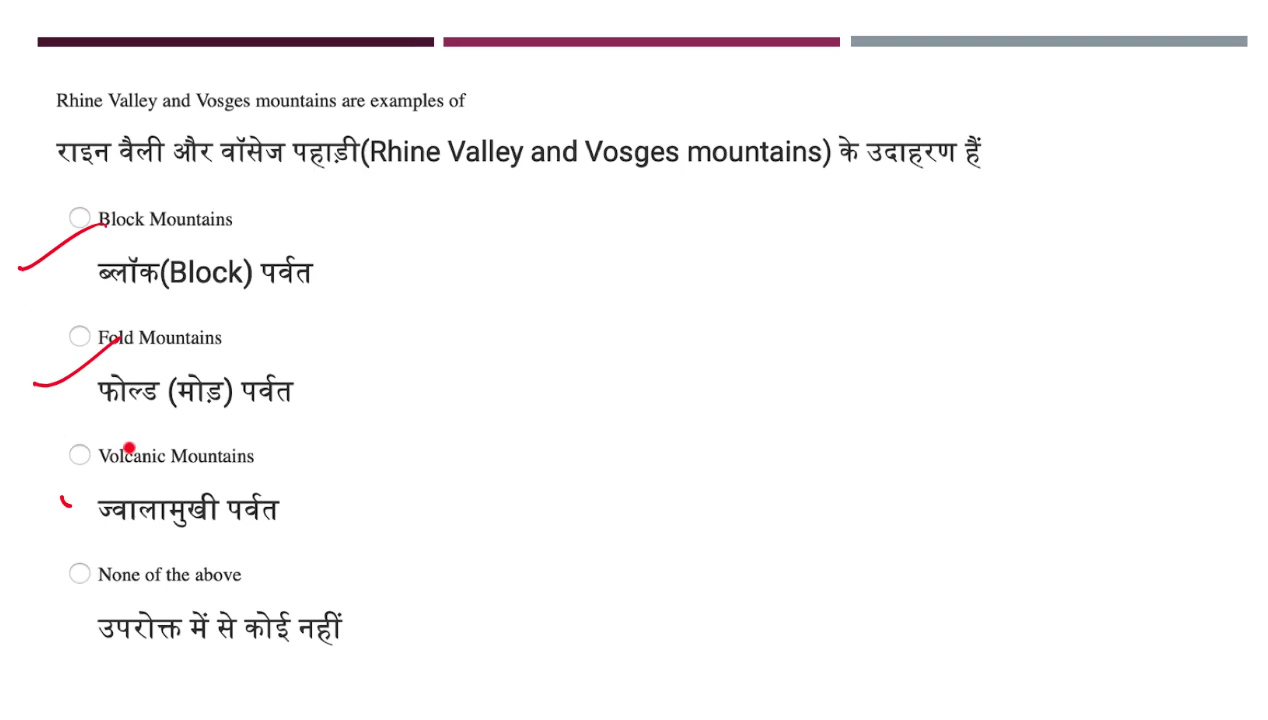 Rhine Valley and Vosges mountains are examples of
राइन वैली और वॉसेज पहाड़ी(Rhine Valley and Vosges mountains) के उदाहरण हैं
Block Mountains
ब्लॉक(Block) पर्वत
Fold Mountains
फोल्ड (मोड़) पर्वत
Volcanic Mountains
ज्वालामुखी पर्वत
None of the above
उपरोक्त में से कोई नहीं